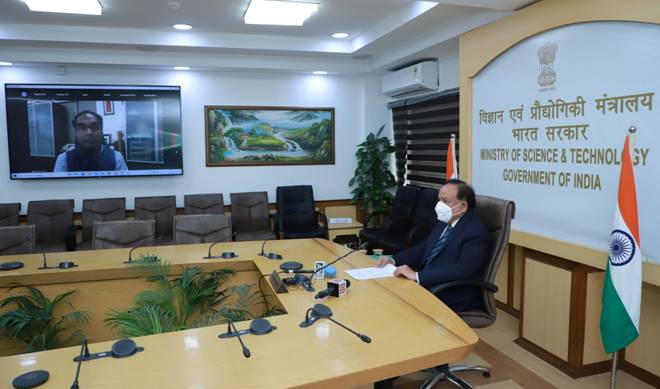 विज्ञान एवं प्रौद्योगिकी मंत्रालय
भारत सरकार
MINISTRY OF SCIENCE & TECHNOLOGY
GOVERNMENT OF INDIA